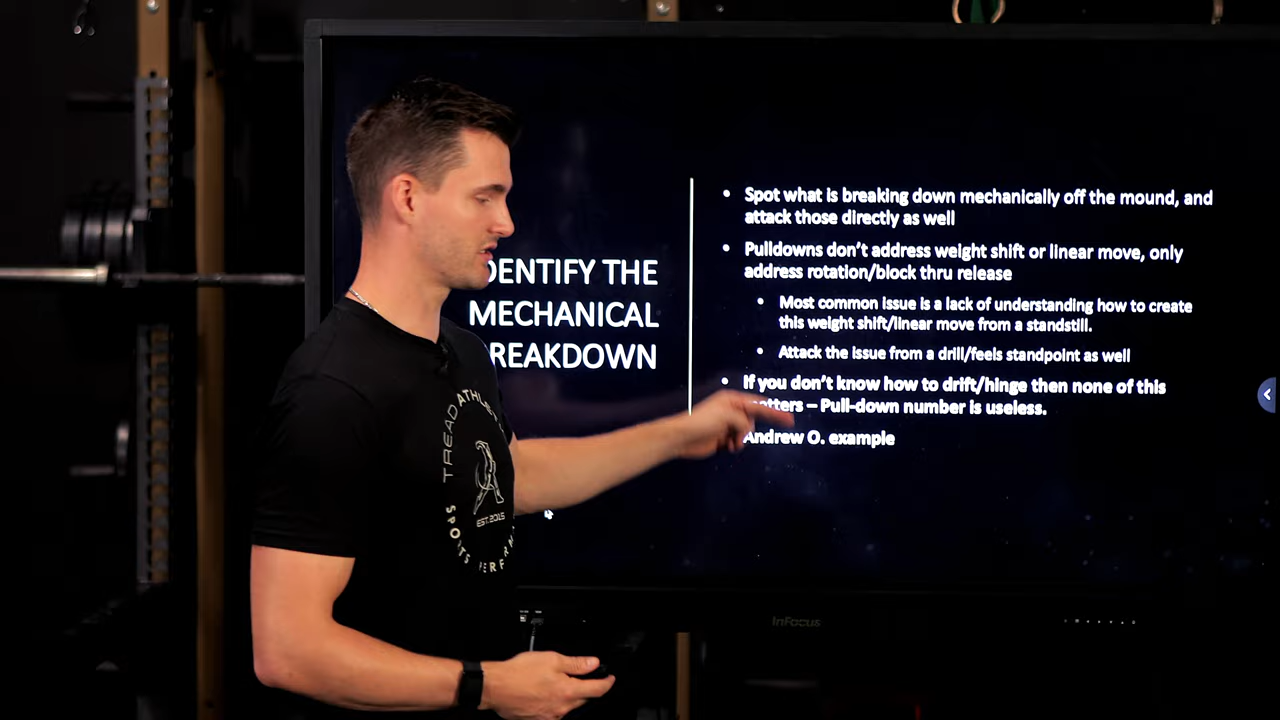 DENTIFY THE
MECHANICAL
REAKDOWN
• Spot what is breaking down mechanically off the mound, and
attack those directly as well
• Pulldowns don't address weight shift or linear move, only
address rotation/block thru release
• Most common issue is a lack of understanding how to create
this weight shift/linear move from a standstill.
• Attack the issue from a drill/feels standpoint as well
• If you don't know how to drift/hinge then none of this
– Pull-down number is useless.
Andrew O. example
TREAD ATHL
EST. 2015
SPORTS
InFocus